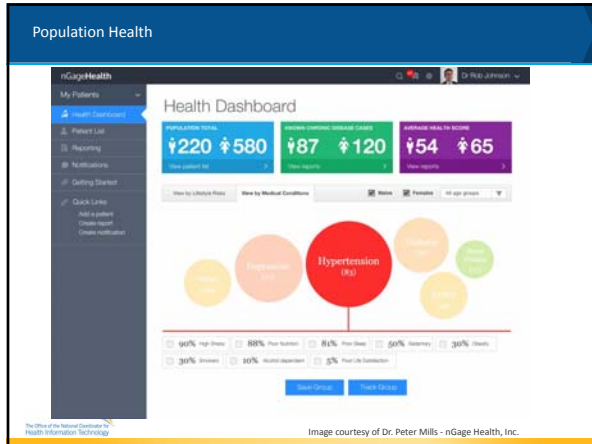 Population Health
nGageHealth
Dr Rob Johnson
My Patients
Health Dashboard
Patient List
Reporting
Notifications
Getting Started
Quick Links
Add a patient
Create report
Create notification
Health Dashboard
POPULATION TOTAL
220 580
View patient list
KNOWN CHRONIC DISEASE CASES
87 120
View reports
AVERAGE HEALTH SCORE
54 65
View reports
View by Lifestyle Risks View by Medical Conditions Males Females All age groups
Depression
Hypertension
(83)
90% High Stress 88% Poor Nutrition 81% Poor Sleep 50% Sedentary 30% Obesity
30% Smokers 10% Alcohol dependent 5% Poor Life Satisfaction
Save Group Track Group
The Office of the National Coordinator for
Health Information Technology
Image courtesy of Dr. Peter Mills - nGage Health, Inc.